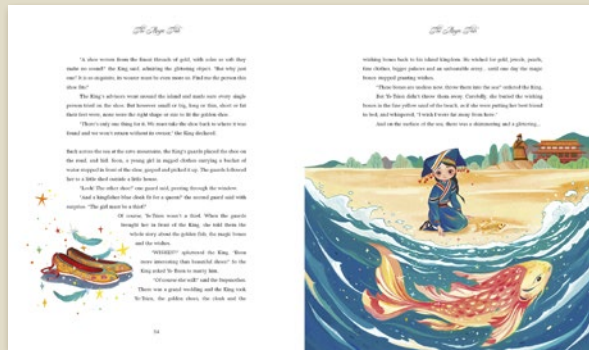 The Magic Fish
"A shoe woven from the finest threads of gold, with soles so soft they
make no sound!" the King said, admiring the glittering object. "But why just
one? It is so exquisite, its wearer must be even more so. Find me the person this
shoe fits!"
The King's advisors went around the island and made sure every single
person tried on the shoe. But however small or big, long or thin, short or fat
their feet were, none were the right shape or size to fit the golden shoe.
"There's only one thing for it. We must take the shoe back to where it was
found and we won't return without its owner," the King declared.
Back across the sea at the cave mountains, the King's guards placed the shoe on
the road, and hid. Soon, a young girl in ragged clothes carrying a bucket of
water stopped in front of the shoe, gasped and picked it up. The guards followed
her to a little shed outside a little house.
"Look! The other shoe!" one guard said, peering through the window.
"And a kingfisher blue cloak fit for a queen!" the second guard said with
surprise. "The girl must be a thief!"
Of course, Ye-Xian wasn't a thief. When the guards
brought her in front of the King, she told them the
whole story about the golden fish, the magic bones
and the wishes.
"WISHES?!" spluttered the King. "Even
more interesting than beautiful shoes!" So the
King asked Ye-Xian to marry him.
"Of course she will!" said the stepmother.
There was a grand wedding and the King took
Ye-Xian, the golden shoes, the cloak and the
The Magic Fish
wishing bones back to his island kingdom. He wished for gold, jewels, pearls,
fine clothes, bigger palaces and an unbeatable army... until one day the magic
bones stopped granting wishes.
"These bones are useless now, throw them into the sea!" ordered the King.
But Ye-Xian didn't throw them away. Carefully, she buried the wishing
bones in the fine yellow sand of the beach, as if she were putting her best friend
to bed, and whispered, "I wish I were far away from here."
And on the surface of the sea, there was a shimmering and a glittering...